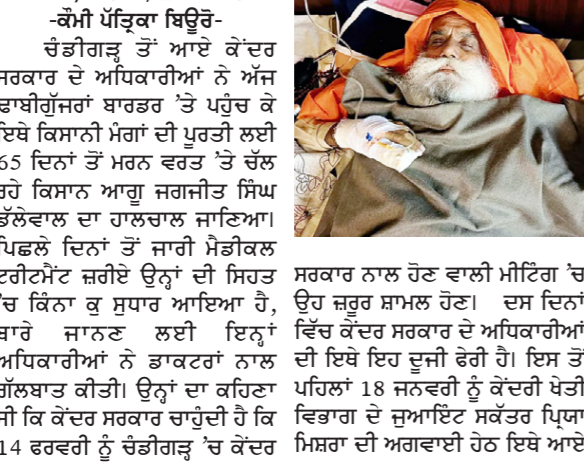 -ਕੌਮੀ ਪੱਤ੍ਰਿਕਾ ਬਿਊਰੋ-
ਚੰਡੀਗੜ੍ਹ ਤੋਂ ਆਏ ਕੇਂਦਰ
ਸਰਕਾਰ ਦੇ ਅਧਿਕਾਰੀਆਂ ਨੇ ਅੱਜ
ਢਾਬੀਗੁੱਜਰਾਂ ਬਾਰਡਰ 'ਤੇ ਪਹੁੰਚ ਕੇ
ਇਥੇ ਕਿਸਾਨੀ ਮੰਗਾਂ ਦੀ ਪੂਰਤੀ ਲਈ
65 ਦਿਨਾਂ ਤੋਂ ਮਰਨ ਵਰਤ 'ਤੇ ਚੱਲ
ਰਹੇ ਕਿਸਾਨ ਆਗੂ ਜਗਜੀਤ ਸਿੰਘ
ਡੱਲੇਵਾਲ ਦਾ ਹਾਲਚਾਲ ਜਾਣਿਆ।
ਪਿਛਲੇ ਦਿਨਾਂ ਤੋਂ ਜਾਰੀ ਮੈਡੀਕਲ
ਟਰੀਟਮੈਂਟ ਜ਼ਰੀਏ ਉਨ੍ਹਾਂ ਦੀ ਸਿਹਤ
'ਚ ਕਿੰਨਾ ਕੁ ਸੁਧਾਰ ਆਇਆ ਹੈ,
ਬਾਰੇ ਜਾਨਣ ਲਈ ਇਨ੍ਹਾਂ
ਅਧਿਕਾਰੀਆਂ ਨੇ ਡਾਕਟਰਾਂ ਨਾਲ
ਗੱਲਬਾਤ ਕੀਤੀ। ਉਨ੍ਹਾਂ ਦਾ ਕਹਿਣਾ
ਸੀ ਕਿ ਕੇਂਦਰ ਸਰਕਾਰ ਚਾਹੁੰਦੀ ਹੈ ਕਿ
14 ਫਰਵਰੀ ਨੂੰ ਚੰਡੀਗੜ੍ਹ 'ਚ ਕੇਂਦਰ
ਸਰਕਾਰ ਨਾਲ ਹੋਣ ਵਾਲੀ ਮੀਟਿੰਗ 'ਚ
ਉਹ ਜ਼ਰੂਰ ਸ਼ਾਮਲ ਹੋਣ। ਦਸ ਦਿਨਾਂ
ਵਿੱਚ ਕੇਂਦਰ ਸਰਕਾਰ ਦੇ ਅਧਿਕਾਰੀਆਂ
ਦੀ ਇਥੇ ਇਹ ਦੂਜੀ ਫੇਰੀ ਹੈ। ਇਸ ਤੋਂ
ਪਹਿਲਾਂ 18 ਜਨਵਰੀ ਨੂੰ ਕੇਂਦਰੀ ਖੇਤੀ
ਵਿਭਾਗ ਦੇ ਜੁਆਇੰਟ ਸਕੱਤਰ ਪ੍ਰਿਯਾ
ਮਿਸ਼ਰਾ ਦੀ ਅਗਵਾਈ ਹੇਠ ਇਥੇ ਆਏ